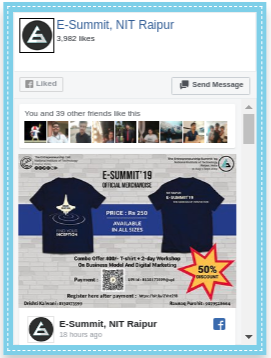 E-Summit, NIT Raipur
3,982 likes
Liked
Send Message
You and 39 other friends like this
E-SUMMIT'19
OFFICIAL MERCHANDISE
PRICE : Rs 250
AVAILABLE
IN ALL SIZES
INCEPTION
Combo Offer 400/- T-shirt + 2-day Workshop
On Business Model And Digital Marketing
50%
DISCOUNT
Payment :
Register here after payment :
E-Summit, NIT Raipur
18 hours ago